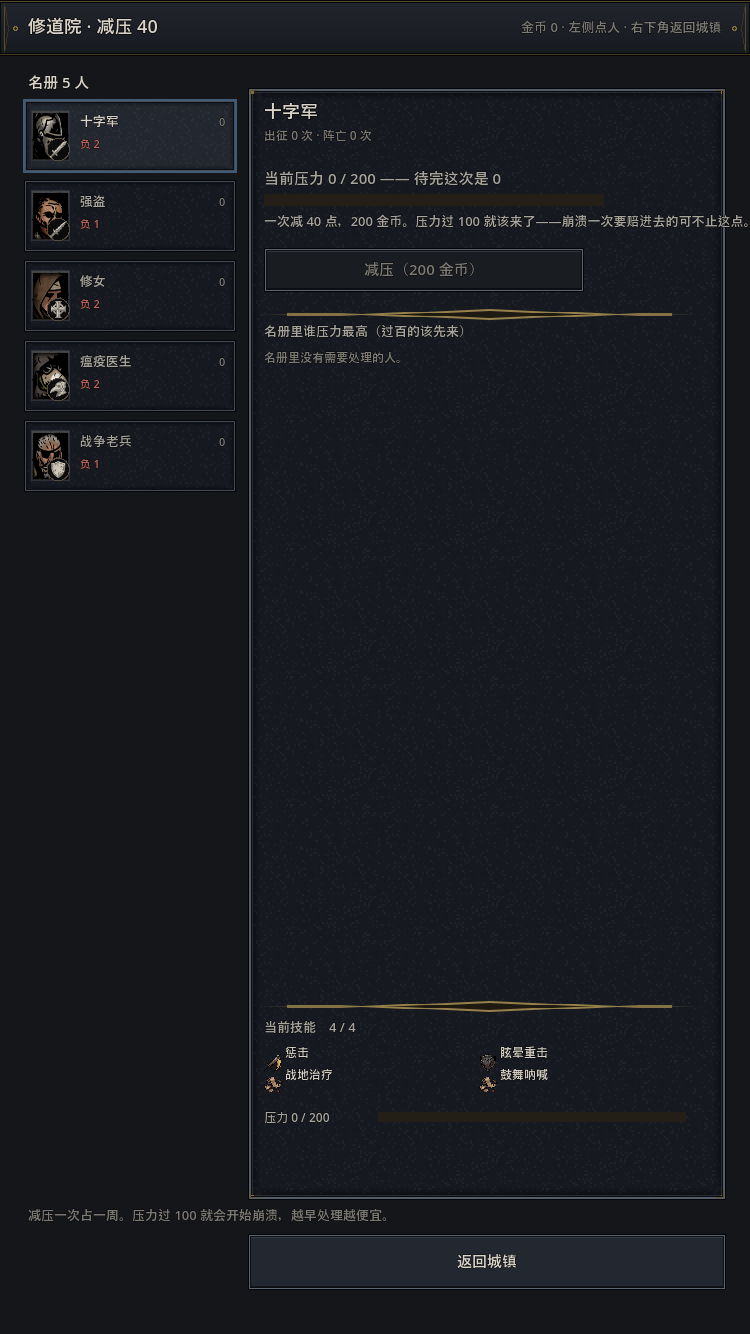 修道院 · 减压 40
金币 0 · 左侧点人 · 右下角返回城镇
名册 5 人
十字军 0
负 2
强盗 0
负 1
修女 0
负 2
瘟疫医生 0
负 2
战争老兵 0
负 1
十字军
出征 0 次 · 阵亡 0 次
当前压力 0 / 200 —— 待完这次是 0
一次减 40 点，200 金币。压力过 100 就该来了——崩溃一次要赔进去的可不止这点。
减压（200 金币）
名册里谁压力最高（过百的该先来）
名册里没有需要处理的人。
当前技能 4 / 4
惩击 眩晕重击
战地治疗 鼓舞呐喊
压力 0 / 200
减压一次占一周。压力过 100 就会开始崩溃，越早处理越便宜。
返回城镇